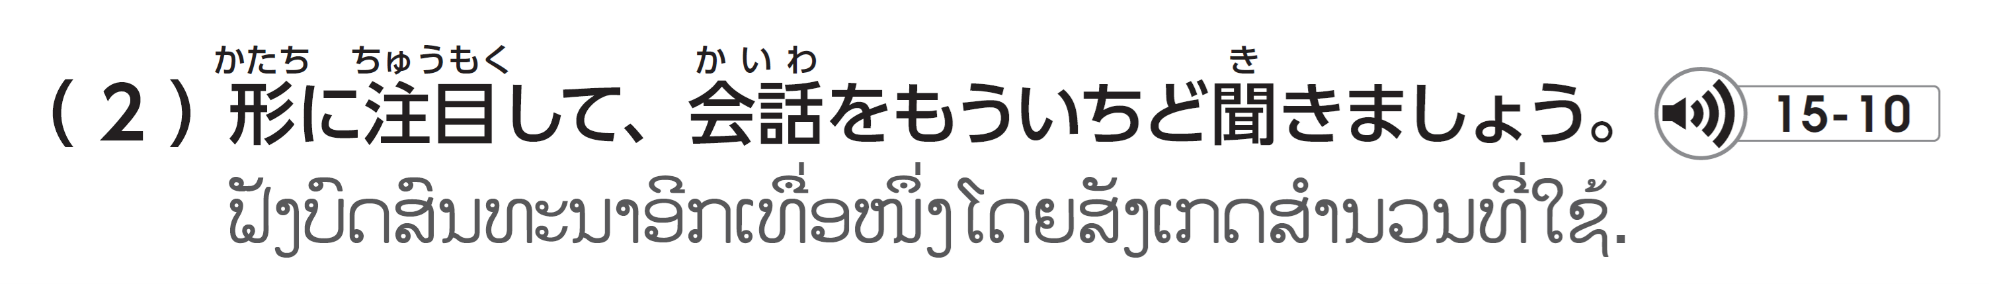 かたち ちゅうもく かいわ き
(2)形に注目して、会話をもういちど聞きましょう。 15-10
ຟັງບົດສົນທະນາອີກເທື່ອໜຶ່ງໂດຍສັງເກດສຳນວນທີ່ໃຊ້.